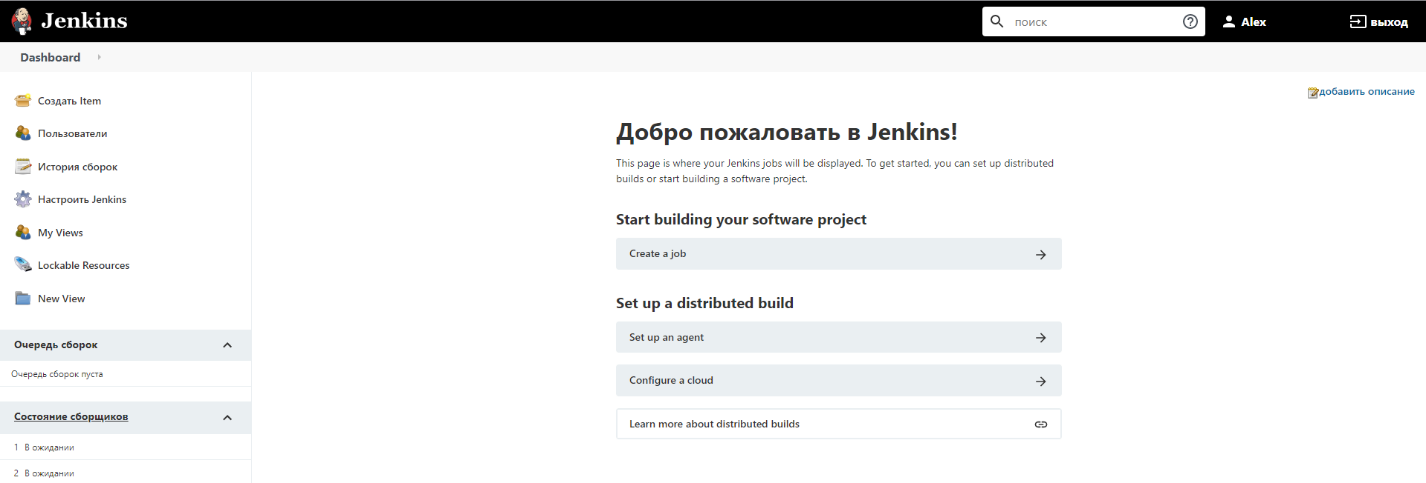 Jenkins
поиск
Alex
выход
Dashboard
добавить описание
Создать Item
Пользователи
История сборок
Настроить Jenkins
My Views
Lockable Resources
New View
Очередь сборок
Очередь сборок пуста
Состояние сборщиков
1 В ожидании
2 В ожидании
Добро пожаловать в Jenkins!
This page is where your Jenkins jobs will be displayed. To get started, you can set up distributed
builds or start building a software project.
Start building your software project
Create a job
Set up a distributed build
Set up an agent
Configure a cloud
Learn more about distributed builds